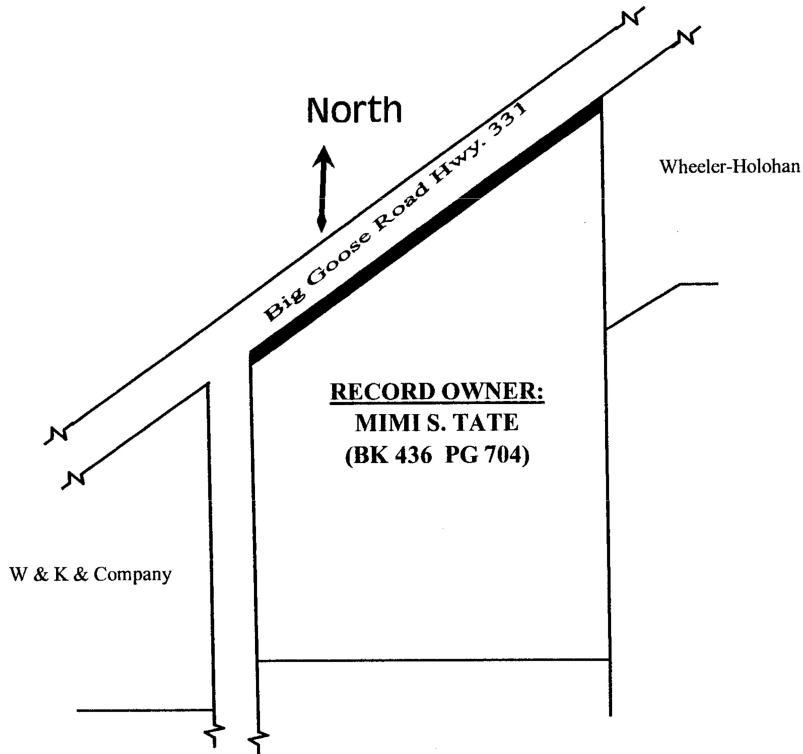 North
Big Goose Road Hwy. 331
Wheeler-Holohan
RECORD OWNER:
MIMI S. TATE
(BK 436 PG 704)
W & K & Company